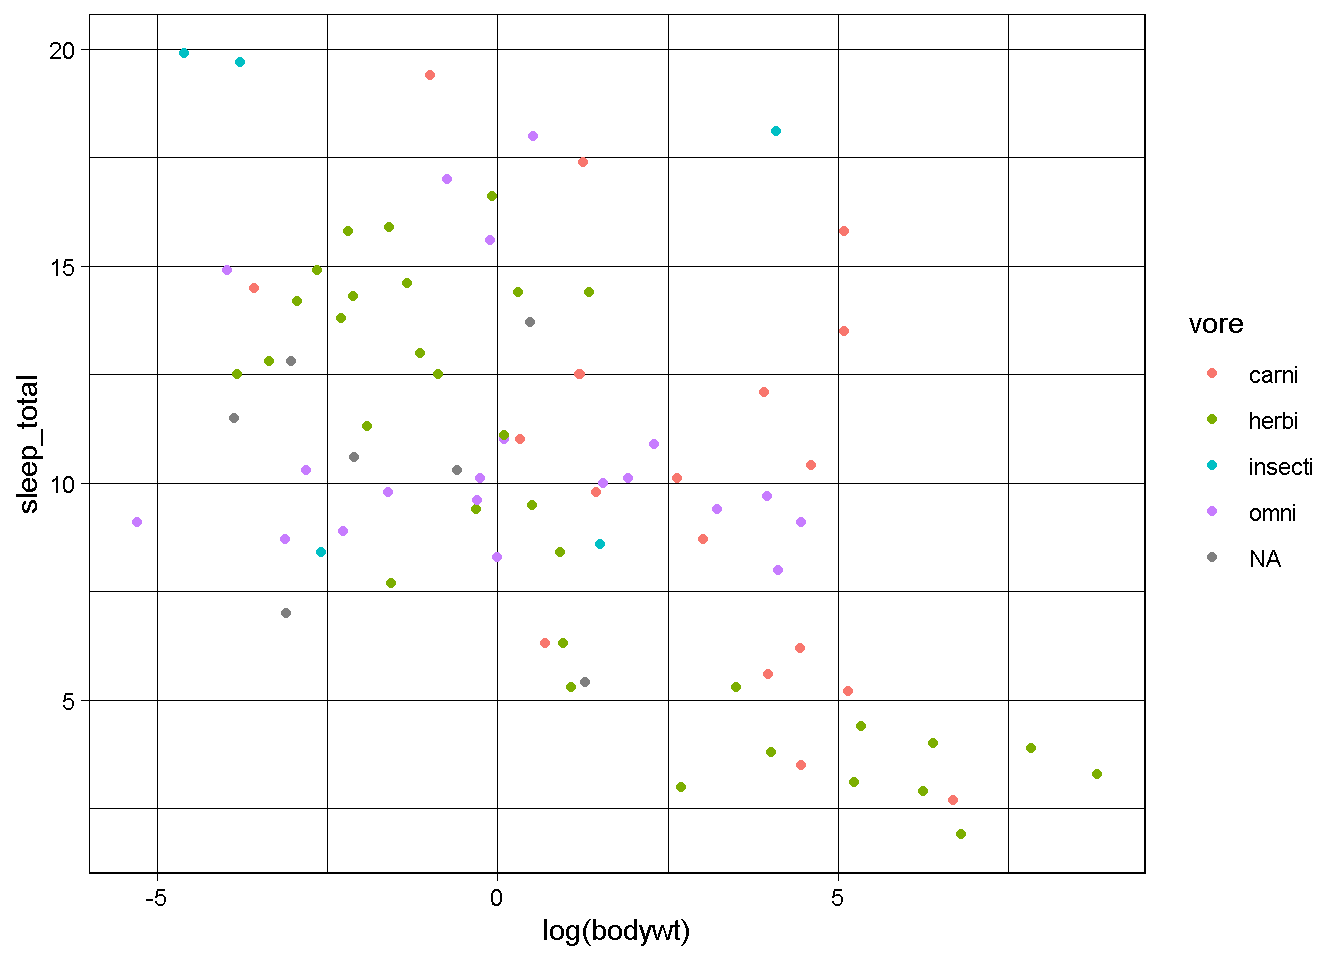 20
15
10
5
sleep_total
-5
0
5
log(bodywt)
vore
carni
herbi
insecti
omni
NA